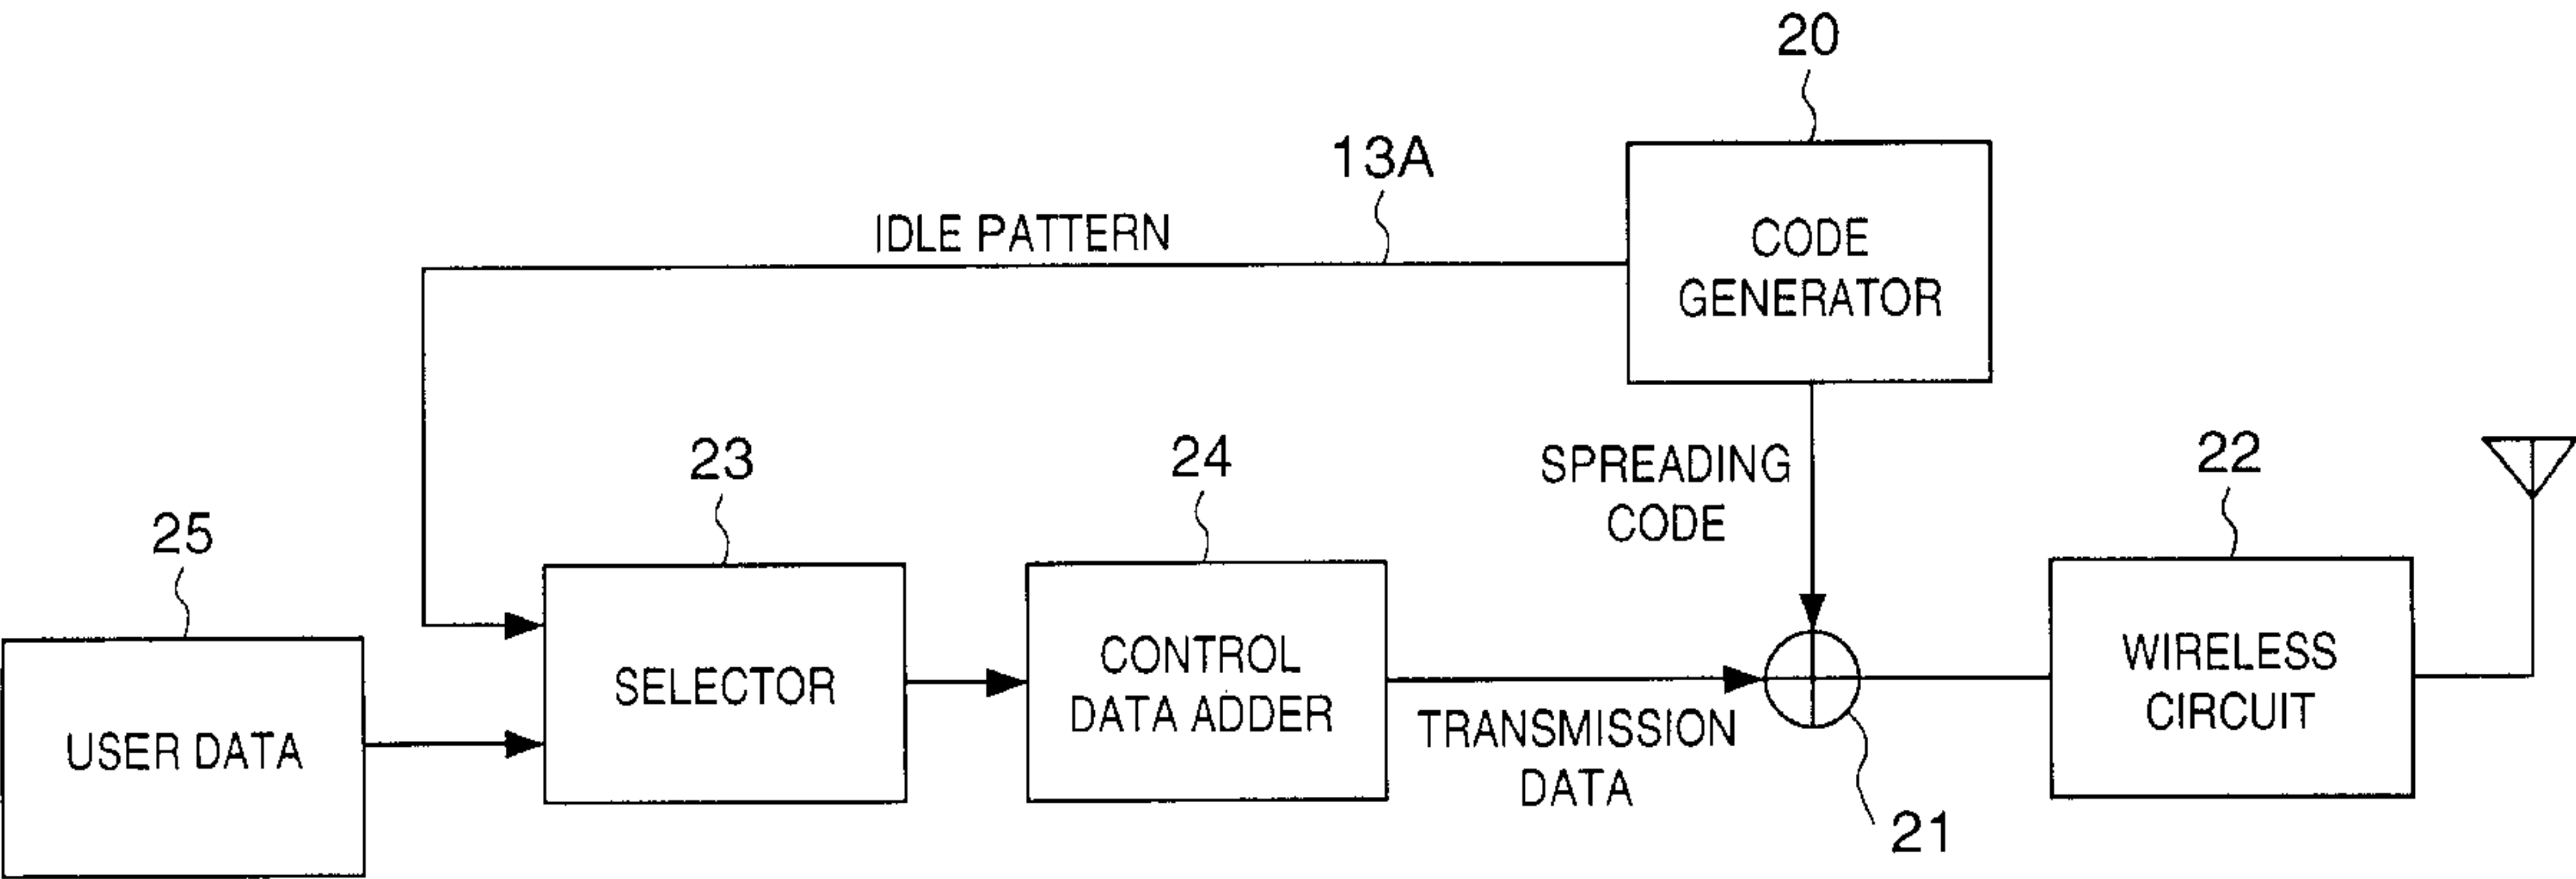 20
13A
IDLE PATTERN
CODE
GENERATOR
SPREADING
CODE
23
24
22
25
USER DATA
SELECTOR
CONTROL
DATA ADDER
TRANSMISSION
DATA
WIRELESS
CIRCUIT
21